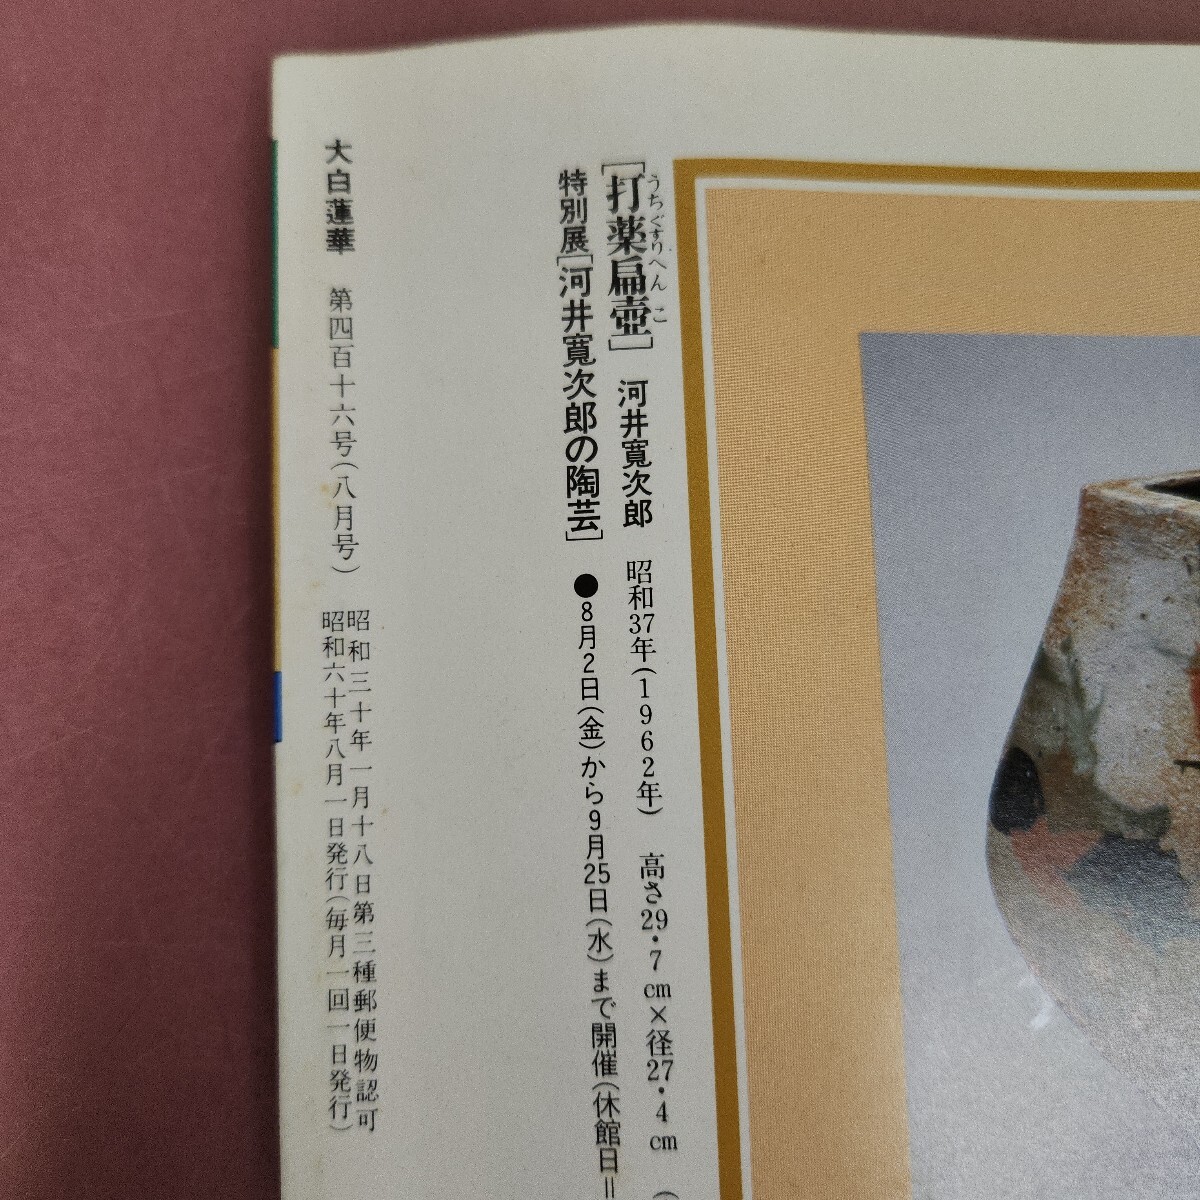 [打薬扁壺] 河井寛次郎 昭和37年(1962年) 高さ29・7cm×径27・4cm (
うちぐすりへんこ
特別展[河井寛次郎の陶芸] ●8月2日(金)から9月25日(水)まで開催(休館日=
大白蓮華 第四百十六号(八月号)
昭和三十年一月十八日第三種郵便物認可
昭和六十年八月一日発行(毎月一回一日発行)